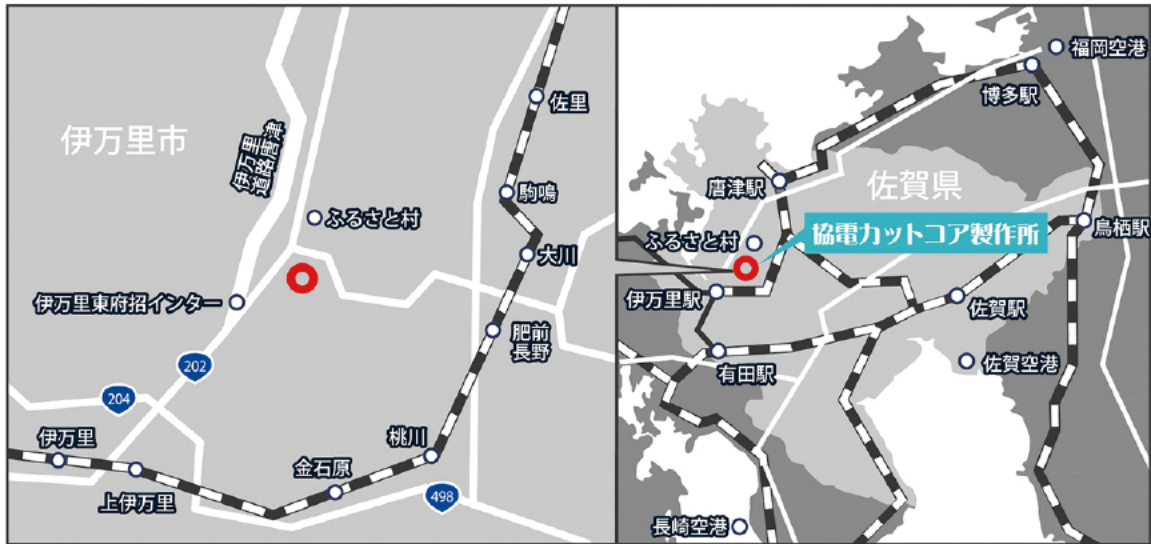 伊万里市
伊万里
道路唐津
佐里
駒鳴
ふるさと村
大川
伊万里東府招インター
肥前
長野
202
204
伊万里
上伊万里
金石原
桃川
498
福岡空港
博多駅
唐津駅
佐賀県
鳥栖駅
ふるさと村
協電カットコア製作所
伊万里駅
佐賀駅
有田駅
佐賀空港
長崎空港